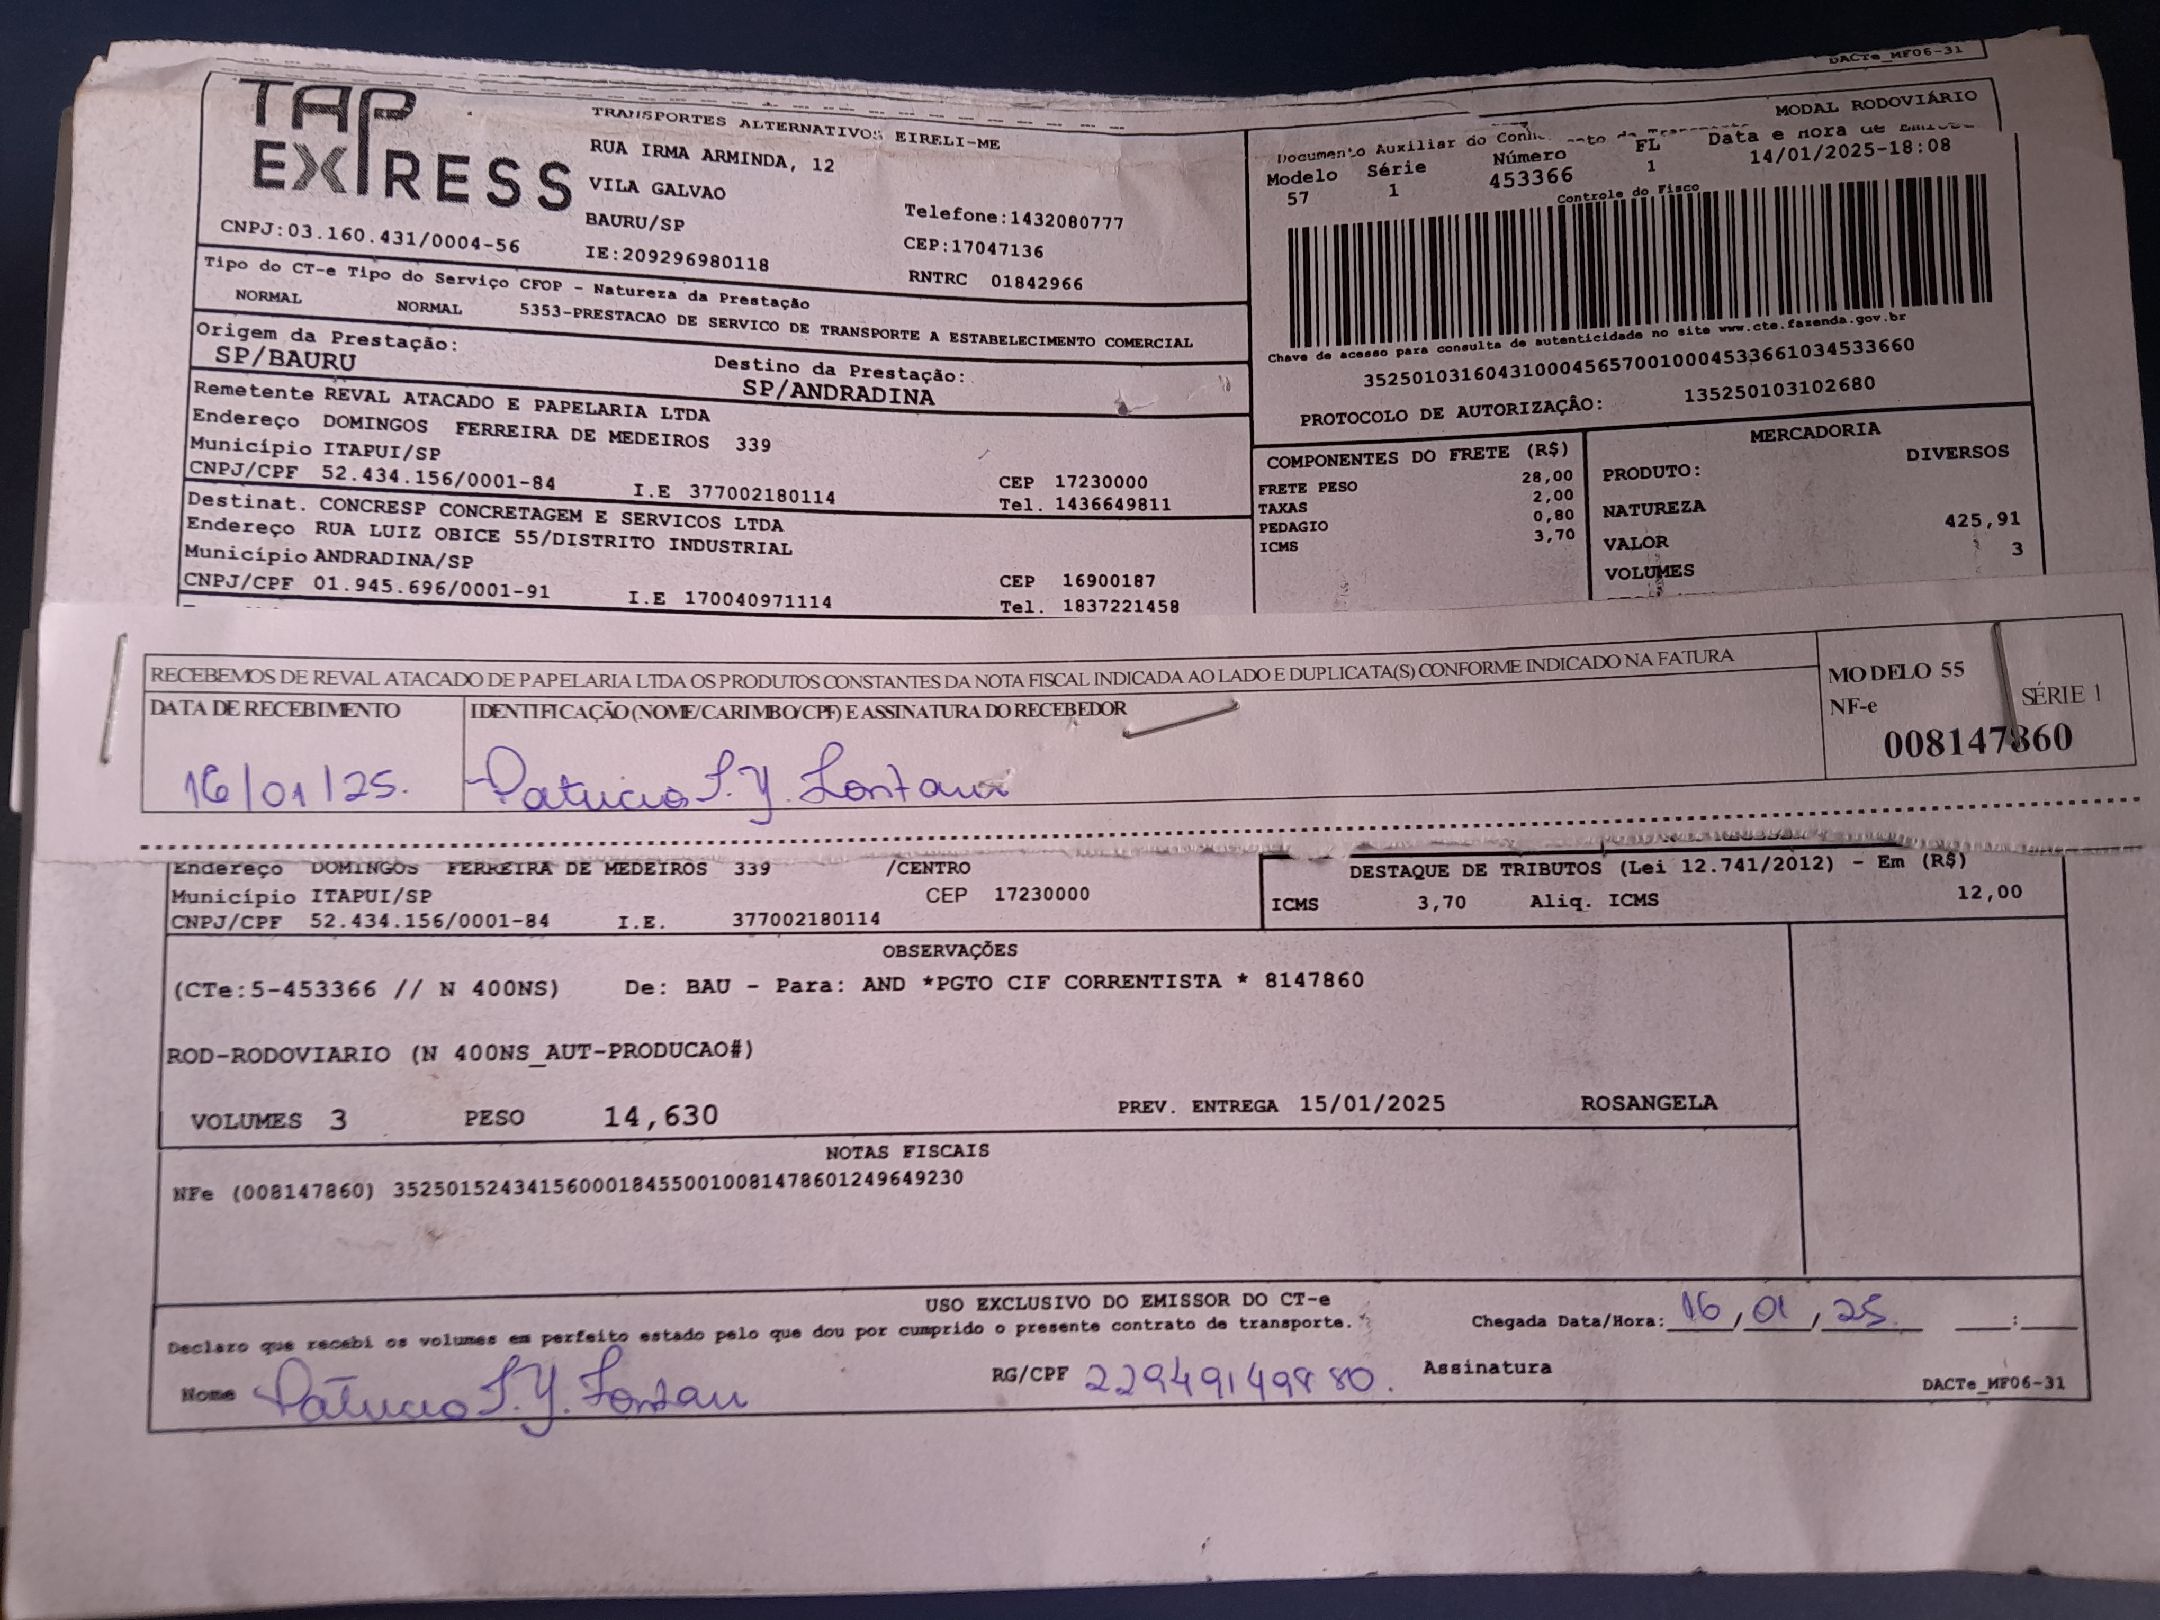 DACTe_MF06-31
TAP EXPRESS
TRANSPORTES ALTERNATIVOS EIRELI-ME
RUA IRMA ARMINDA, 12
VILA GALVAO
BAURU/SP
Telefone:1432080777
CNPJ:03.160.431/0004-56
IE:209296980118
CEP:17047136
RNTRC 01842966
MODAL RODOVIÁRIO
Documento Auxiliar do
Modelo Série Número FL Data e hora de
57 1 453366 1 14/01/2025-18:08
Controle do Fisco
Chave de acesso para consulta de autenticidade no site www.cte.fazenda.gov.br
35250103160431000456570010004533661034533660
PROTOCOLO DE AUTORIZAÇÃO: 135250103102680
Tipo do CT-e Tipo do Serviço CFOP - Natureza da Prestação
NORMAL NORMAL 5353-PRESTACAO DE SERVICO DE TRANSPORTE A ESTABELECIMENTO COMERCIAL
Origem da Prestação: Destino da Prestação:
SP/BAURU SP/ANDRADINA
Remetente REVAL ATACADO E PAPELARIA LTDA
Endereço DOMINGOS FERREIRA DE MEDEIROS 339
Município ITAPUI/SP CEP 17230000
CNPJ/CPF 52.434.156/0001-84 I.E 377002180114 Tel. 1436649811
Destinat. CONCRESP CONCRETAGEM E SERVICOS LTDA
Endereço RUA LUIZ OBICE 55/DISTRITO INDUSTRIAL
Município ANDRADINA/SP CEP 16900187
CNPJ/CPF 01.945.696/0001-91 I.E 170040971114 Tel. 1837221458
COMPONENTES DO FRETE (R$)
FRETE PESO 28,00
TAXAS 2,00
PEDAGIO 0,80
ICMS 3,70
MERCADORIA
PRODUTO: DIVERSOS
NATUREZA
VALOR 425,91
VOLUMES 3
RECEBEMOS DE REVAL ATACADO DE PAPELARIA LTDA OS PRODUTOS CONSTANTES DA NOTA FISCAL INDICADA AO LADO E DUPLICATA(S) CONFORME INDICADO NA FATURA
DATA DE RECEBIMENTO IDENTIFICAÇÃO (NOME/CARIMBO/CPF) E ASSINATURA DO RECEBEDOR
16/01/25. Patricia S. Y.
MODELO 55
NF-e SÉRIE 1
008147860
Endereço DOMINGOS FERREIRA DE MEDEIROS 339 /CENTRO
Município ITAPUI/SP CEP 17230000
CNPJ/CPF 52.434.156/0001-84 I.E. 377002180114
DESTAQUE DE TRIBUTOS (Lei 12.741/2012) - Em (R$)
ICMS 3,70 Aliq. ICMS 12,00
OBSERVAÇÕES
(CTe:5-453366 // N 400NS) De: BAU - Para: AND *PGTO CIF CORRENTISTA * 8147860
ROD-RODOVIARIO (N 400NS_AUT-PRODUCAO#)
VOLUMES 3 PESO 14,630 PREV. ENTREGA 15/01/2025 ROSANGELA
NOTAS FISCAIS
NFe (008147860) 35250152434156000184550010081478601249649230
USO EXCLUSIVO DO EMISSOR DO CT-e
Declaro que recebi os volumes em perfeito estado pelo que dou por cumprido o presente contrato de transporte. Chegada Data/Hora: 16/01/25 __:__
Nome Patricia S. Y. RG/CPF 22949149880. Assinatura
DACTe_MF06-31